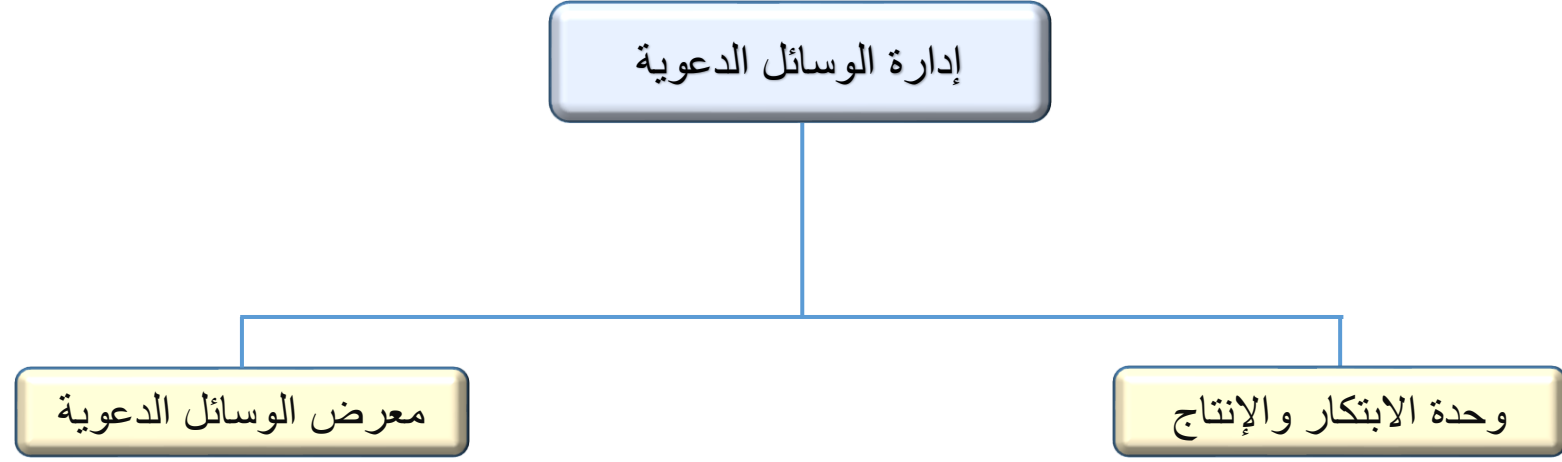 إدارة الوسائل الدعوية
وحدة الابتكار والإنتاج
معرض الوسائل الدعوية